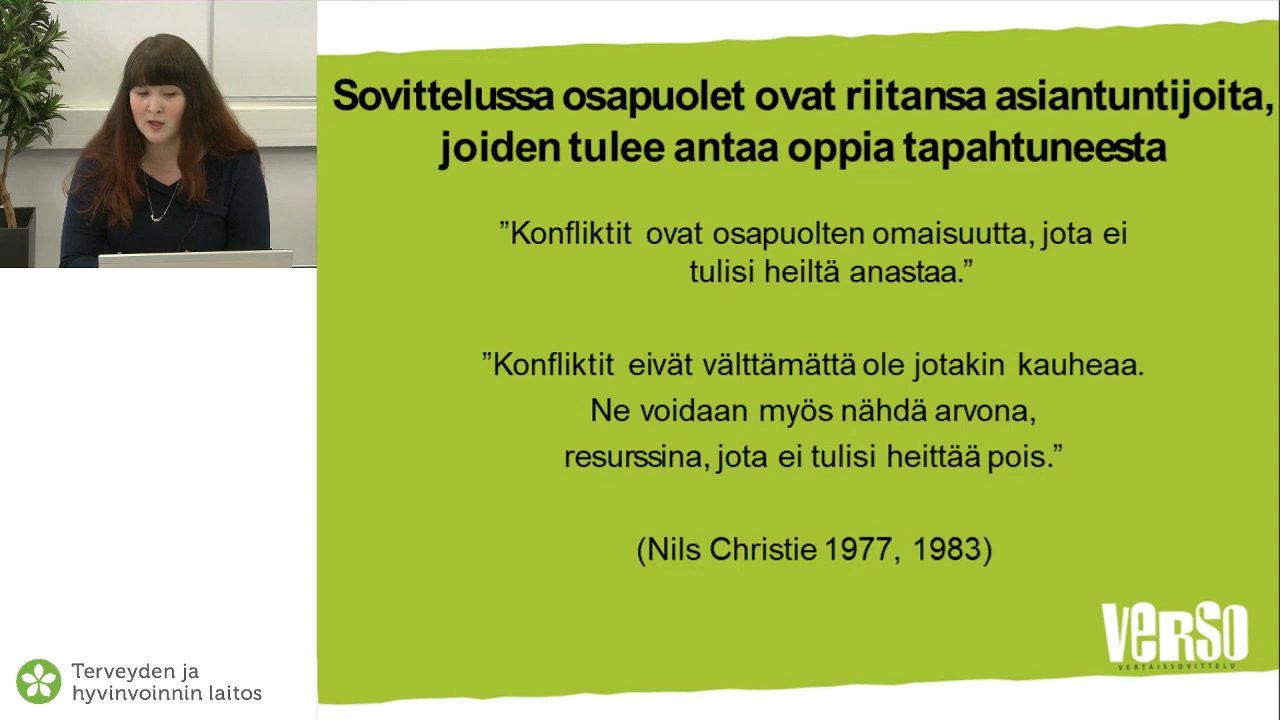 Sovittelussa osapuolet ovat riitansa asiantuntijoita,
joiden tulee antaa oppia tapahtuneesta
”Konfliktit ovat osapuolten omaisuutta, jota ei
tulisi heiltä anastaa.”
”Konfliktit eivät välttämättä ole jotakin kauheaa.
Ne voidaan myös nähdä arvona,
resurssina, jota ei tulisi heittää pois.”
(Nils Christie 1977, 1983)
VERSO
VERTAISSOVITTELU
Terveyden ja
hyvinvoinnin laitos